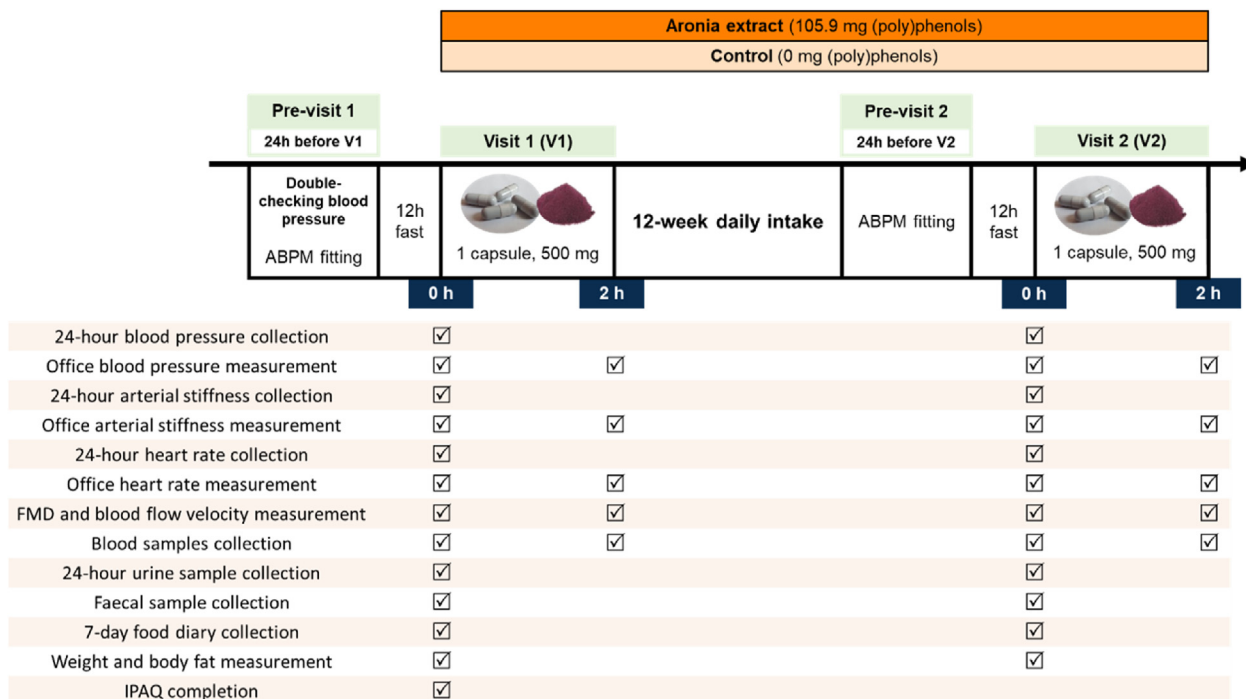 Aronia extract (105.9 mg (poly)phenols)
Control (0 mg (poly)phenols)
Pre-visit 1
24h before V1
Visit 1 (V1)
Pre-visit 2
24h before V2
Visit 2 (V2)
Double-
checking blood
pressure
ABPM fitting
12h
fast
1 capsule, 500 mg
12-week daily intake
ABPM fitting
12h
fast
1 capsule, 500 mg
0 h
2 h
0 h
2 h
24-hour blood pressure collection
Office blood pressure measurement
24-hour arterial stiffness collection
Office arterial stiffness measurement
24-hour heart rate collection
Office heart rate measurement
FMD and blood flow velocity measurement
Blood samples collection
24-hour urine sample collection
Faecal sample collection
7-day food diary collection
Weight and body fat measurement
IPAQ completion